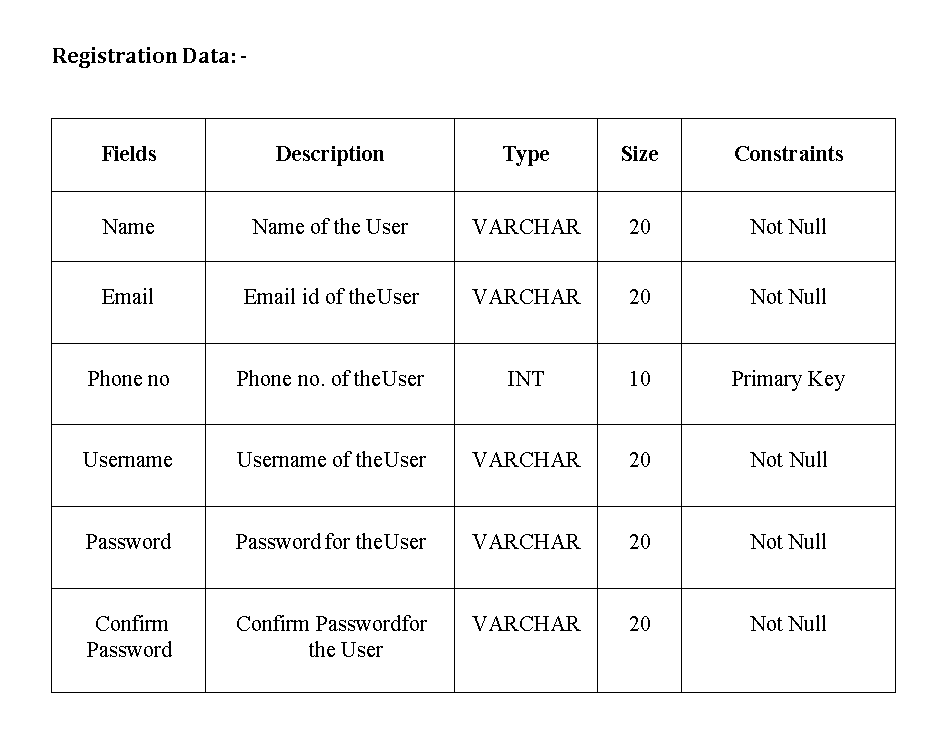 Registration Data: -
Fields Description Type Size Constraints
Name Name of the User VARCHAR 20 Not Null
Email Email id of theUser VARCHAR 20 Not Null
Phone no Phone no. of theUser INT 10 Primary Key
Username Username of theUser VARCHAR 20 Not Null
Password Passwordfor theUser VARCHAR 20 Not Null
Confirm Confirm Passwordfor VARCHAR 20 Not Null
Password the User